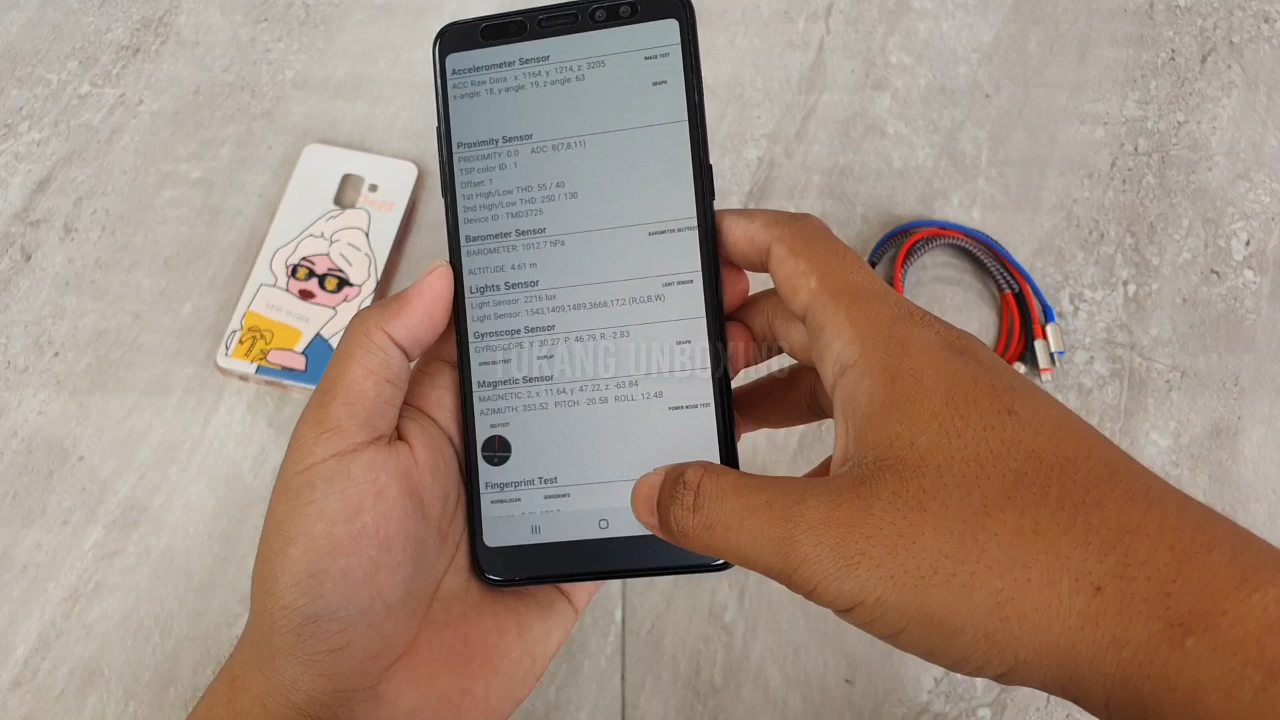 Accelerometer Sensor
IMAGE TEST
ACC Raw Data - x: 1164, y: 1214, z: 3205
x-angle: 18, y-angle: 19, z-angle: 63
GRAPH
Proximity Sensor
PROXIMITY: 0.0 ADC: 8(7,8,11)
TSP color ID : 1
Offset: 1
1st High/Low THD: 55 / 40
2nd High/Low THD: 250 / 130
Device ID : TMD3725
Barometer Sensor
BAROMETER: 1012.7 hPa
BAROMETER SELFTEST
ALTITUDE: 4.61 m
Lights Sensor
Light Sensor: 2216 lux
LIGHT SENSOR
Light Sensor: 1543,1409,1489,3668,17,2 (R,G,B,W)
Gyroscope Sensor
GYROSCOPE: Y: 30.27 P: 46.79, R: -2.83
GRAPH
GYRO SELFTEST DISPLAY
TUKANG UNBOXING
Magnetic Sensor
MAGNETIC: 2, x: 11.64, y: 47.22, z: -63.84
AZIMUTH: 353.52 PITCH: -20.58 ROLL: 12.48
POWER NOISE TEST
SELFTEST
Fingerprint Test
NORMALSCAN SENSORINFO
NEW WORK